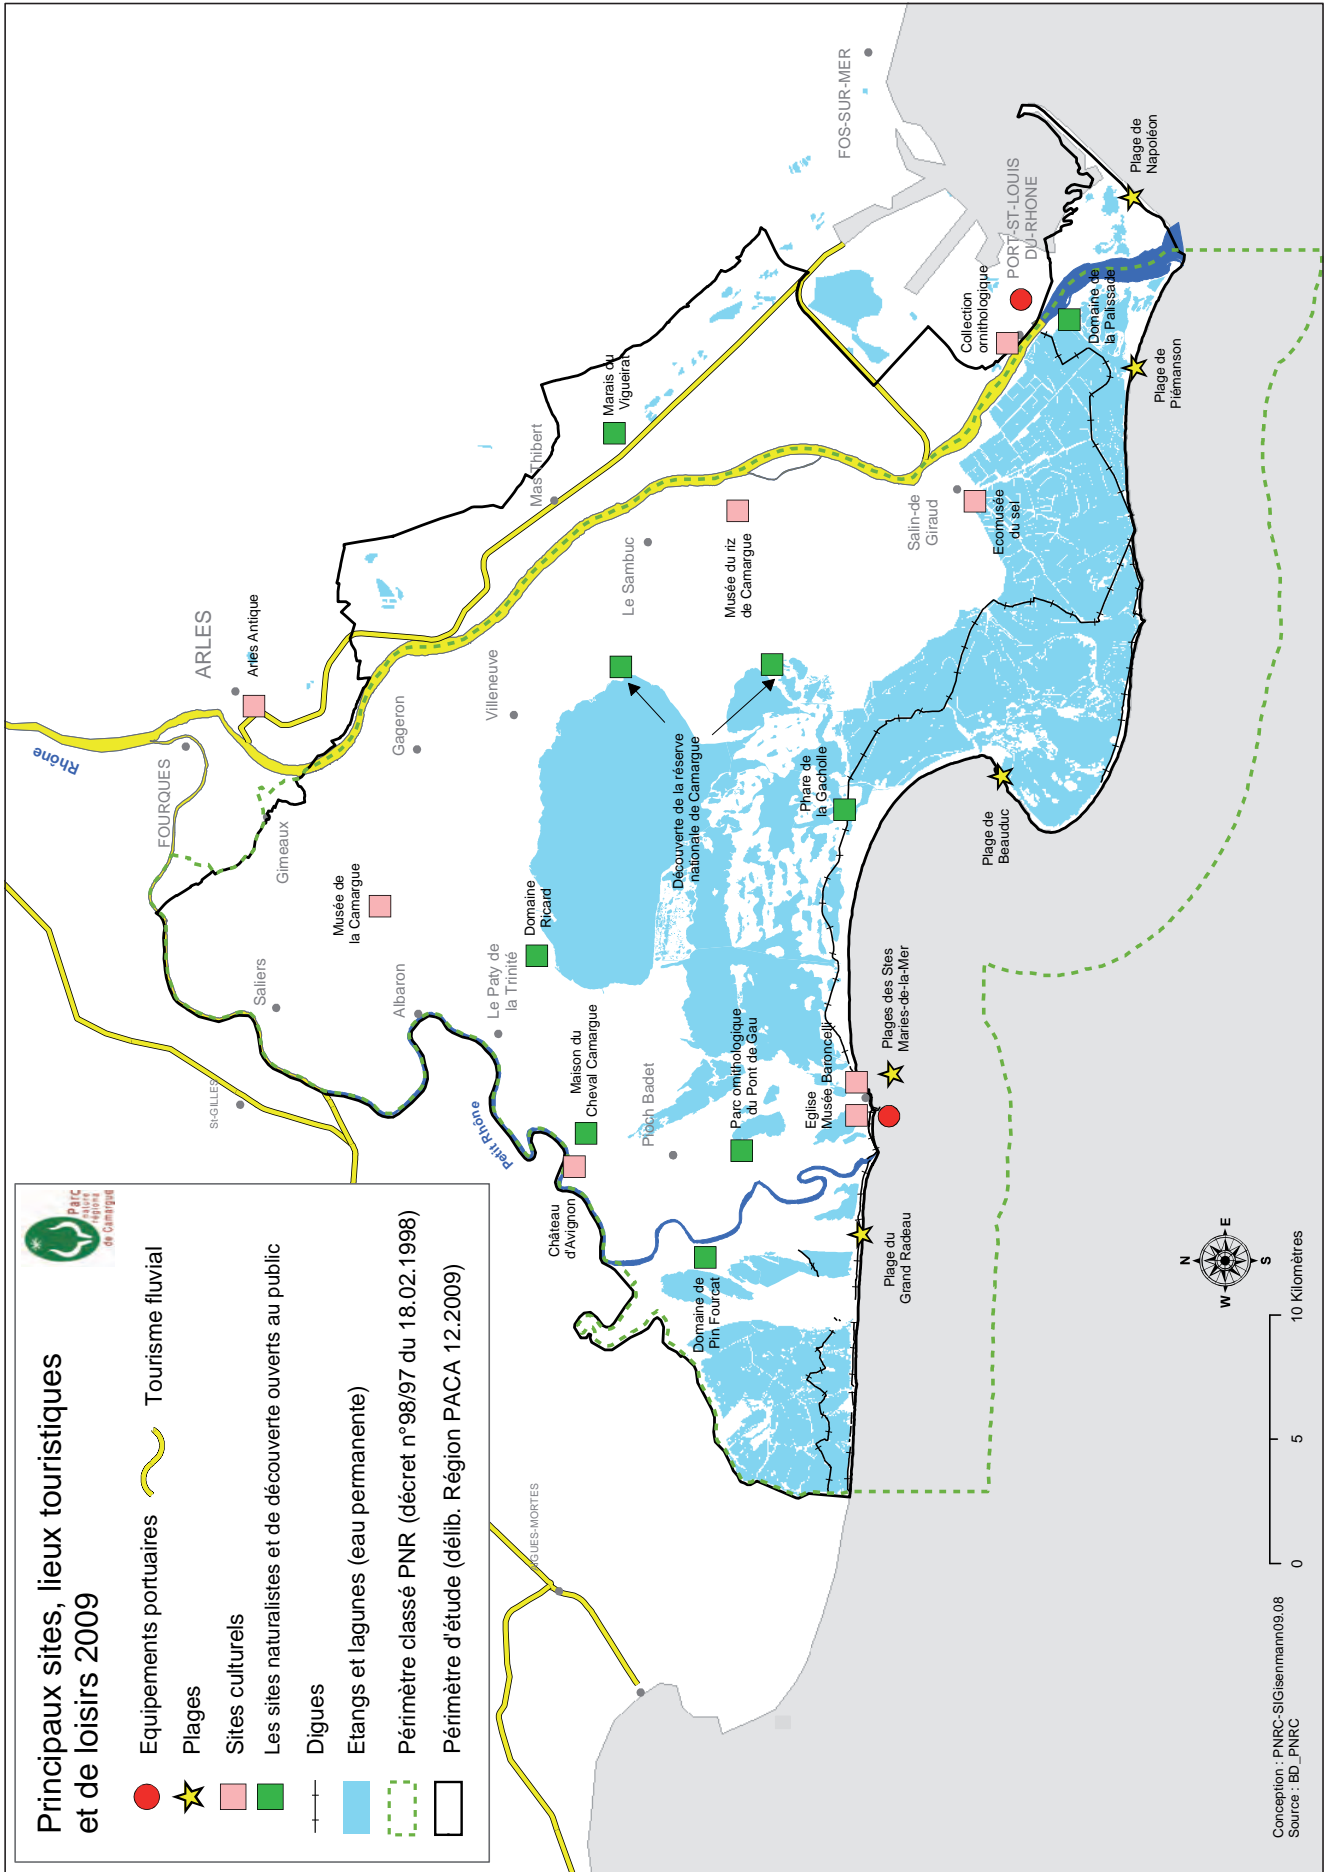 Principaux sites, lieux touristiques
et de loisirs 2009
Parc
naturel
régional
de Camargue
Equipements portuaires
Tourisme fluvial
Plages
Sites culturels
Les sites naturalistes et de découverte ouverts au public
Digues
Etangs et lagunes (eau permanente)
Périmètre classé PNR (décret n°98/97 du 18.02.1998)
Périmètre d'étude (délib. Région PACA 12.2009)
Rhône
FOURQUES
ARLES
Arles Antique
Gimeaux
Saliers
St-GILLES
Musée de
la Camargue
Gageron
Albaron
Mas Thibert
Marais du
Vigueirat
FOS-SUR-MER
Villeneuve
Le Sambuc
Domaine
Ricard
Le Paty de
la Trinité
Petit Rhône
Maison du
Cheval Camargue
Château
d'Avignon
Pioch Badet
Découverte de la réserve
nationale de Camargue
Musée du riz
de Camargue
Parc ornithologique
du Pont de Gau
Domaine de
Pin Fourcat
Phare de
la Gacholle
Eglise
Musée Baroncelli
Plages des Stes
Maries-de-la-Mer
Plage du
Grand Radeau
Plage de
Beauduc
Salin-de
Giraud
Ecomusée
du sel
Collection
ornithologique
PORT-ST-LOUIS
DU-RHONE
Domaine de
la Palissade
Plage de
Piémanson
Plage de
Napoléon
AIGUES-MORTES
N
W
E
S
0
5
10 Kilomètres
Conception : PNRC-SIGisenmann09.08
Source : BD_PNRC